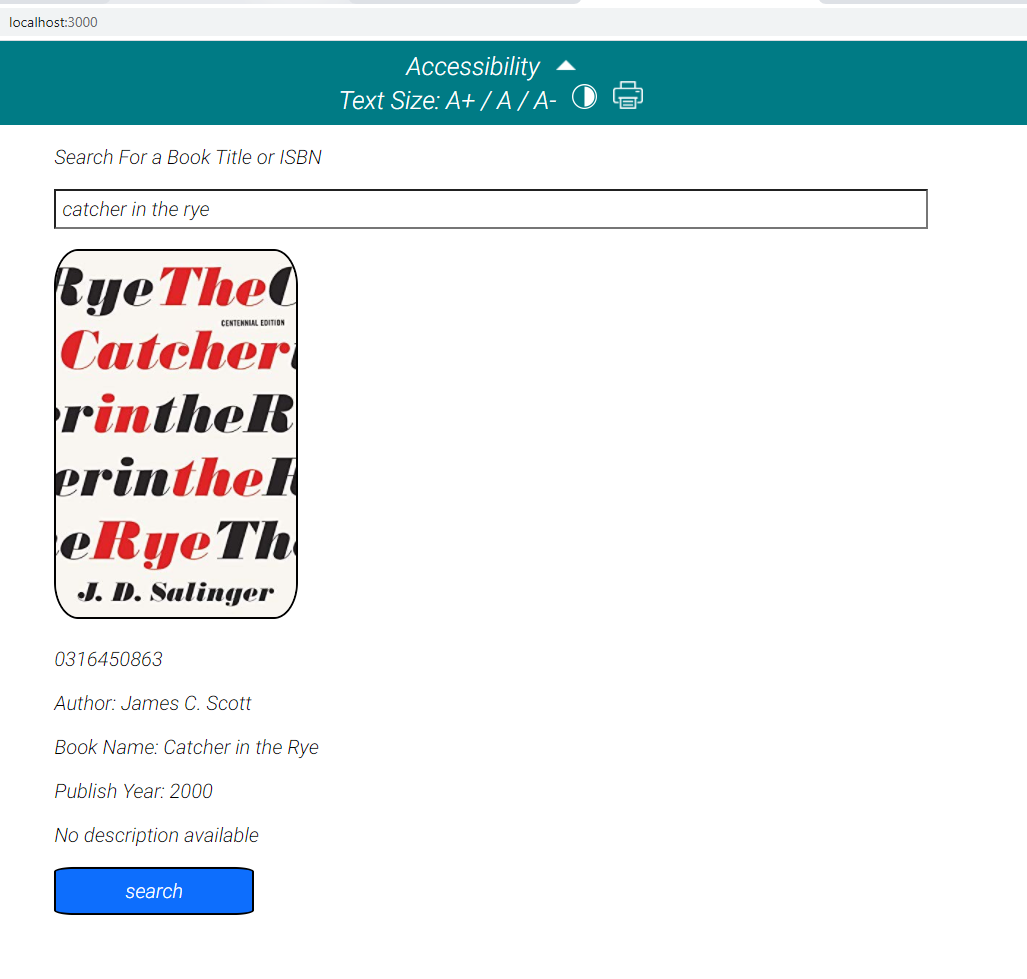 localhost:3000
Accessibility
Text Size: A+ / A / A-
Search For a Book Title or ISBN
catcher in the rye
RyeTheC
CENTENNIAL EDITION
Catcheri
rintheR
erintheR
eRyeTh
J. D. Salinger
0316450863
Author: James C. Scott
Book Name: Catcher in the Rye
Publish Year: 2000
No description available
search